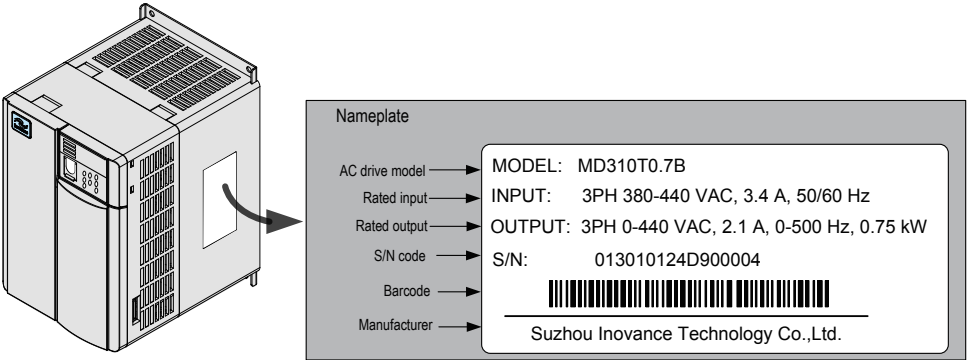 Nameplate
AC drive model
MODEL: MD310T0.7B
Rated input
INPUT: 3PH 380-440 VAC, 3.4 A, 50/60 Hz
Rated output
OUTPUT: 3PH 0-440 VAC, 2.1 A, 0-500 Hz, 0.75 kW
S/N code
S/N: 013010124D900004
Barcode
Manufacturer
Suzhou Inovance Technology Co.,Ltd.